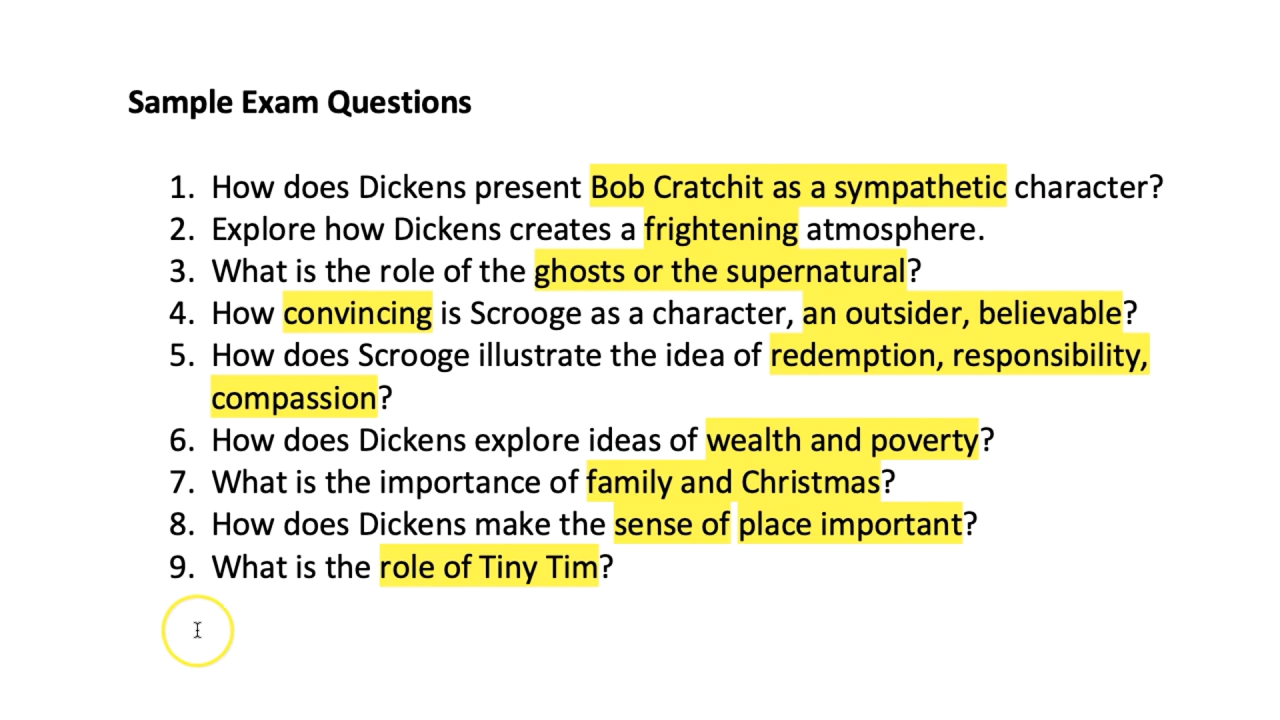 Sample Exam Questions
1. How does Dickens present Bob Cratchit as a sympathetic character?
2. Explore how Dickens creates a frightening atmosphere.
3. What is the role of the ghosts or the supernatural?
4. How convincing is Scrooge as a character, an outsider, believable?
5. How does Scrooge illustrate the idea of redemption, responsibility,
compassion?
6. How does Dickens explore ideas of wealth and poverty?
7. What is the importance of family and Christmas?
8. How does Dickens make the sense of place important?
9. What is the role of Tiny Tim?